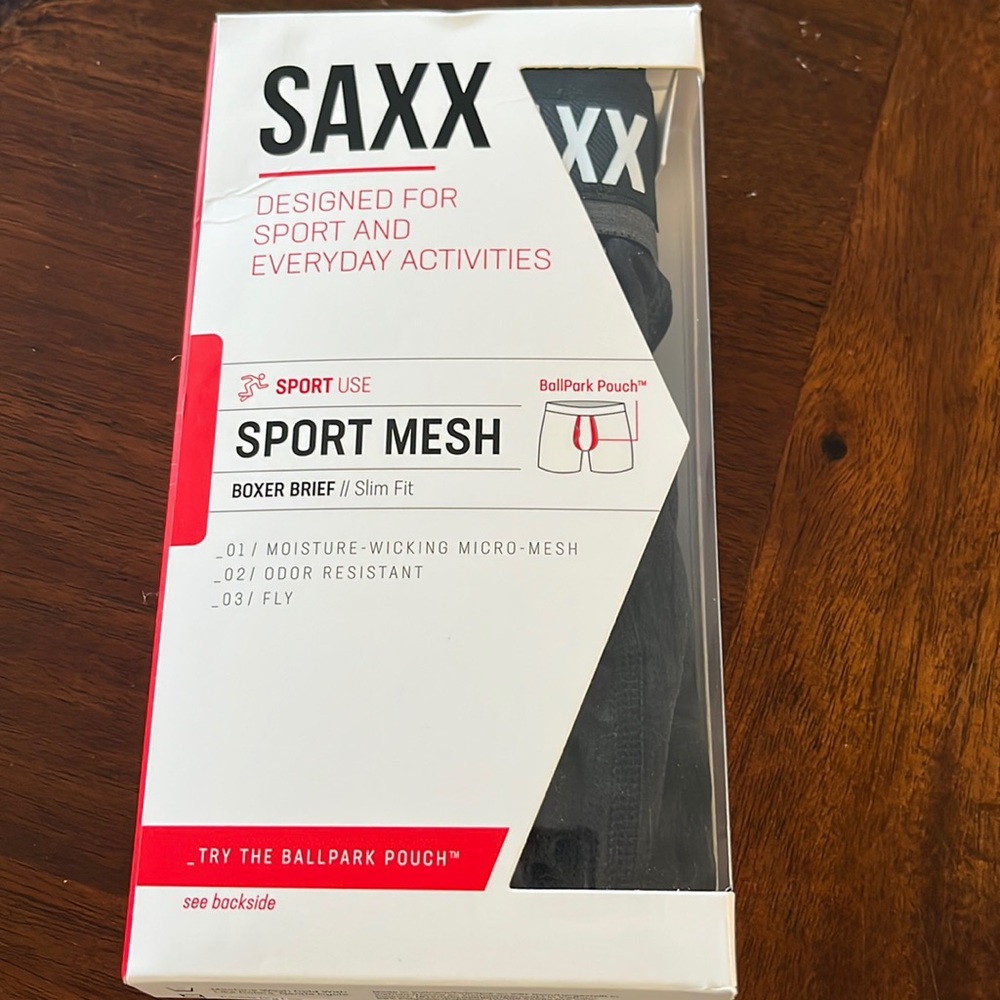 SAXX
XX
DESIGNED FOR
SPORT AND
EVERYDAY ACTIVITIES
SPORT USE
BallPark Pouch™
SPORT MESH
BOXER BRIEF // Slim Fit
_01/ MOISTURE-WICKING MICRO-MESH
_02/ ODOR RESISTANT
_03/ FLY
_TRY THE BALLPARK POUCH™
see backside